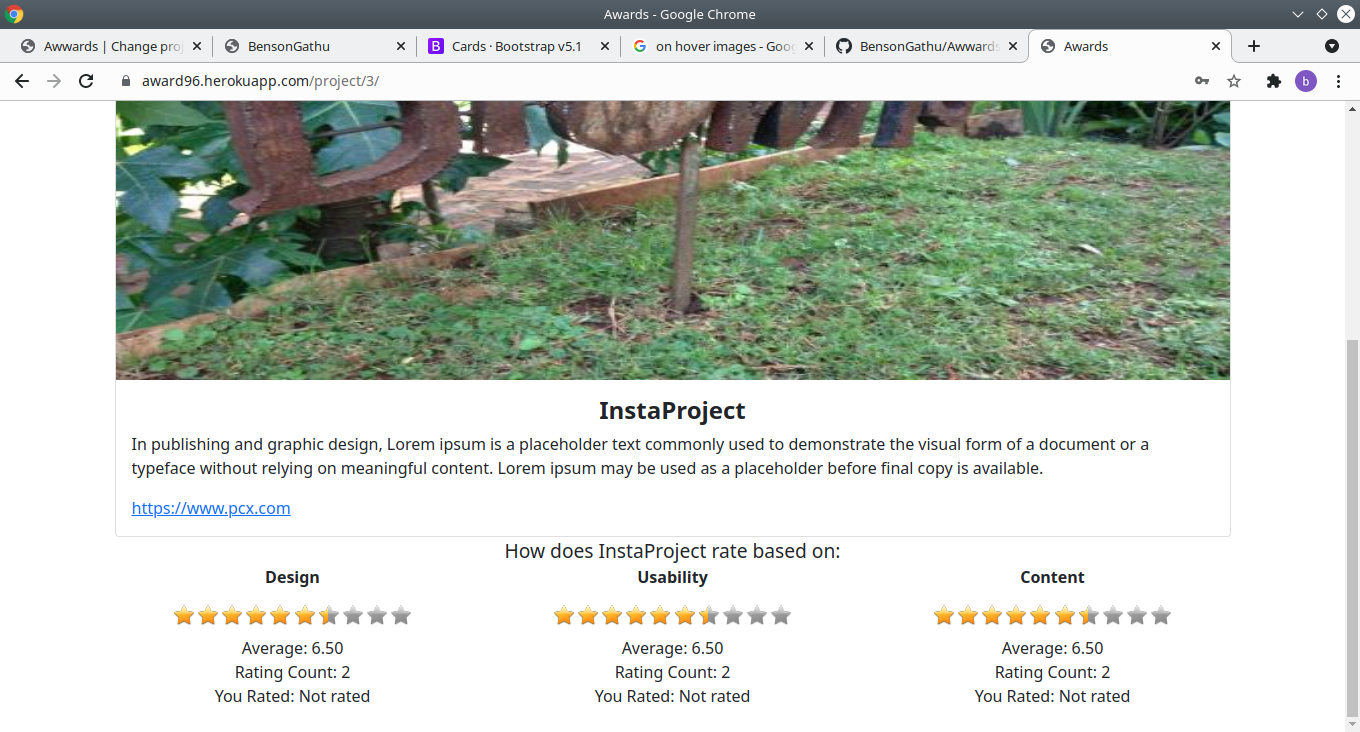 Awards - Google Chrome
Awwards | Change pro
BensonGathu
Cards · Bootstrap v5.1
on hover images - Goog
BensonGathu/Awwards
Awards
award96.herokuapp.com/project/3/
b
InstaProject
In publishing and graphic design, Lorem ipsum is a placeholder text commonly used to demonstrate the visual form of a document or a
typeface without relying on meaningful content. Lorem ipsum may be used as a placeholder before final copy is available.
https://www.pcx.com
How does InstaProject rate based on:
Design
Usability
Content
Average: 6.50
Average: 6.50
Average: 6.50
Rating Count: 2
Rating Count: 2
Rating Count: 2
You Rated: Not rated
You Rated: Not rated
You Rated: Not rated